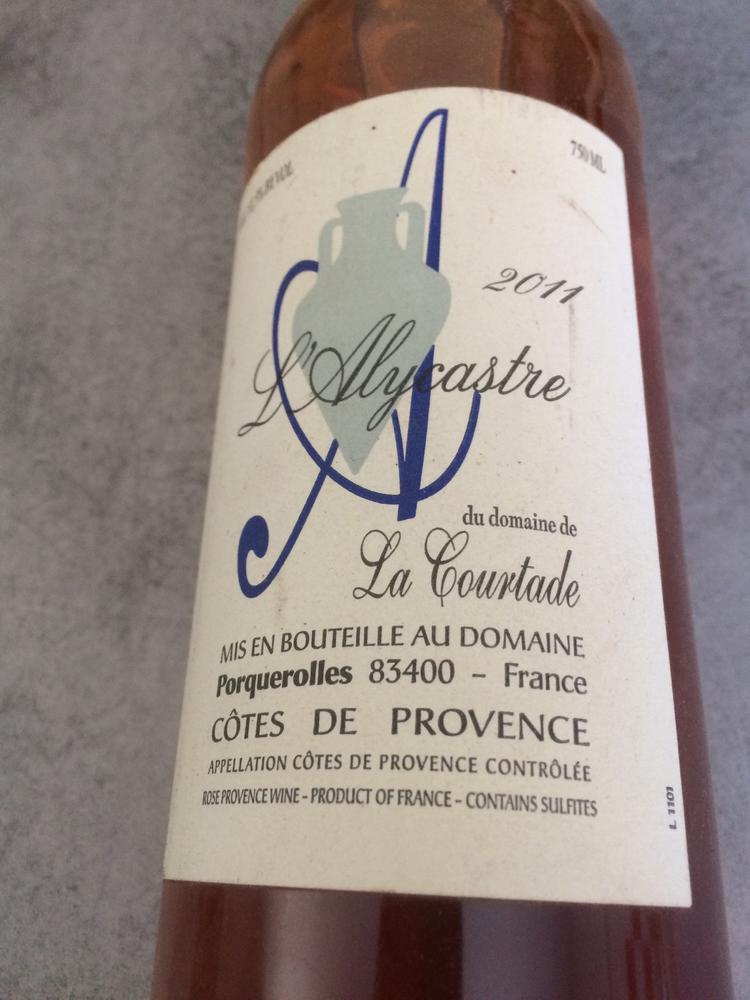 750 ML
2011
L'Alycastre
du domaine de
La Courtade
MIS EN BOUTEILLE AU DOMAINE
Porquerolles 83400 - France
CÔTES DE PROVENCE
APPELLATION CÔTES DE PROVENCE CONTRÔLÉE
ROSE PROVENCE WINE - PRODUCT OF FRANCE - CONTAINS SULFITES
L 1101